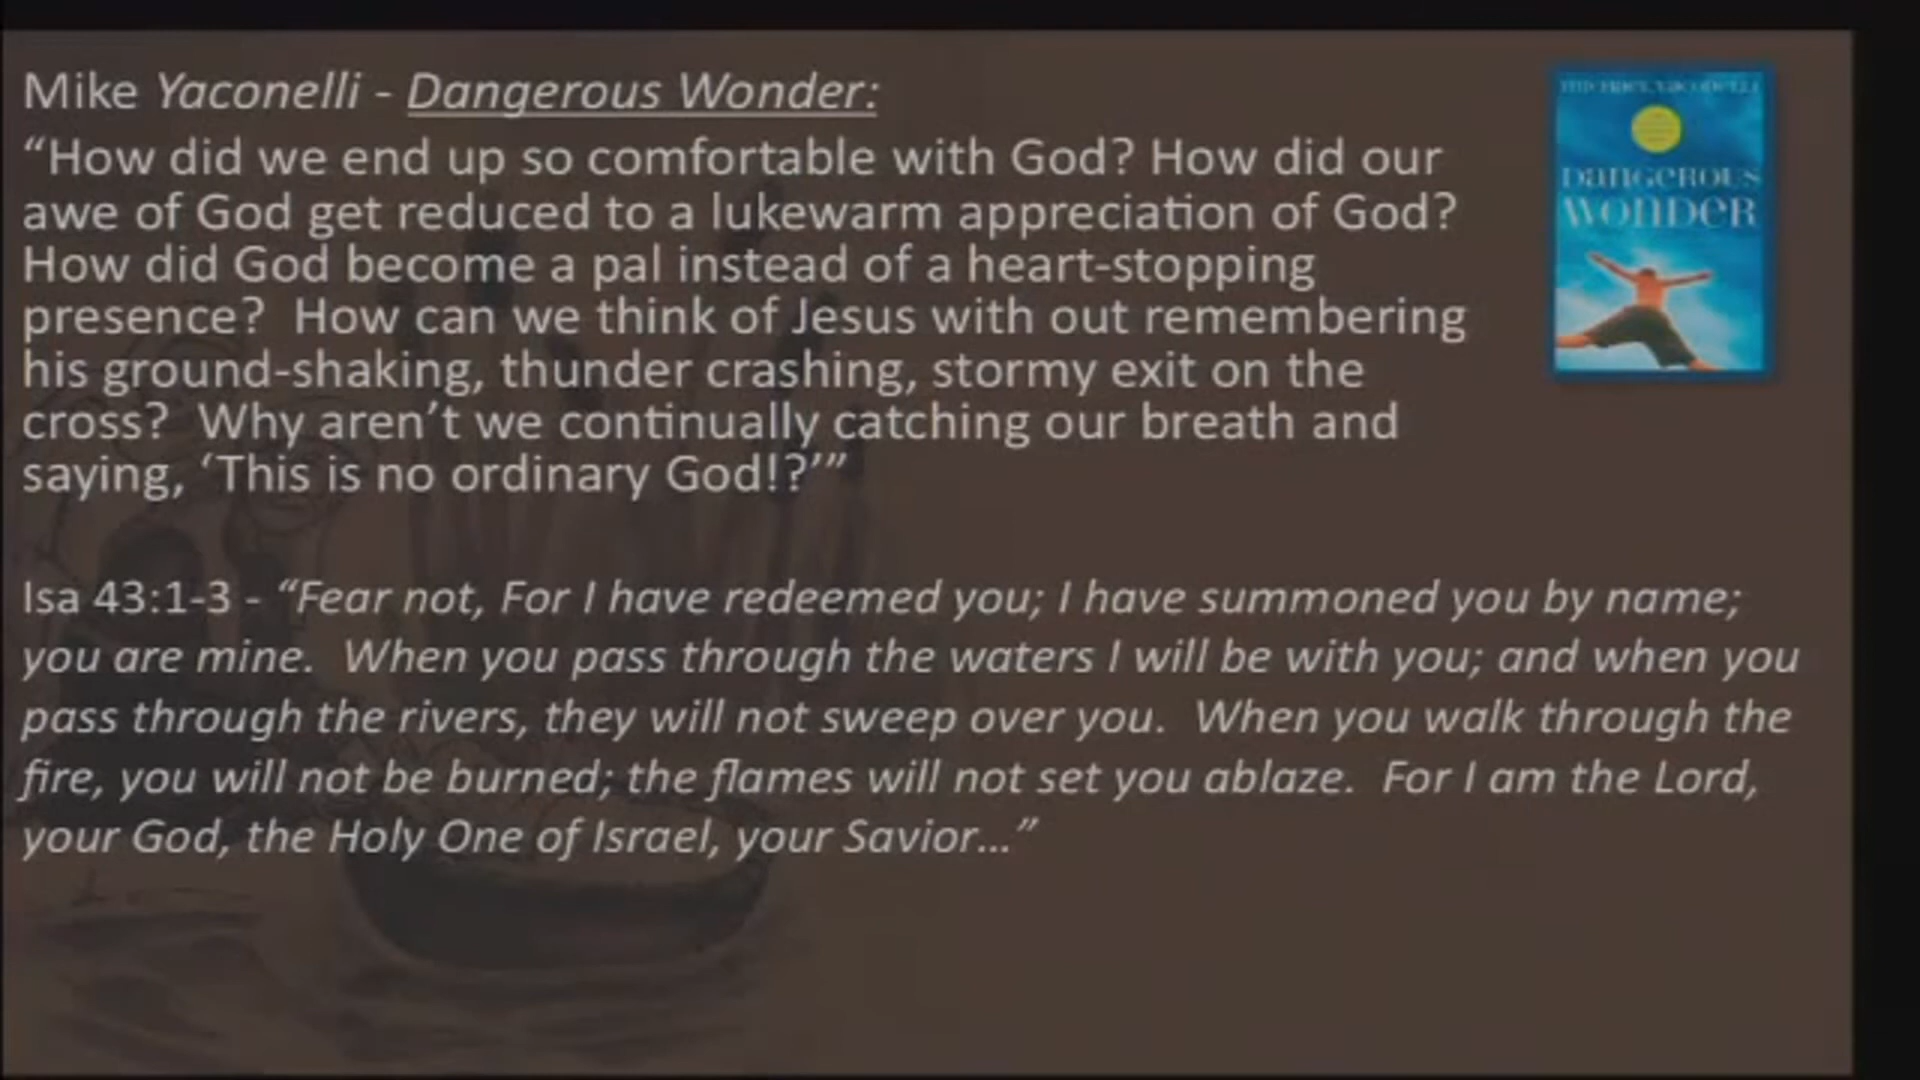 Mike Yaconelli - Dangerous Wonder:
“How did we end up so comfortable with God? How did our
awe of God get reduced to a lukewarm appreciation of God?
How did God become a pal instead of a heart-stopping
presence?  How can we think of Jesus with out remembering
his ground-shaking, thunder crashing, stormy exit on the
cross?  Why aren’t we continually catching our breath and
saying, ‘This is no ordinary God!?’”
DANGEROUS
WONDER
Isa 43:1-3 - “Fear not, For I have redeemed you; I have summoned you by name;
you are mine.  When you pass through the waters I will be with you; and when you
pass through the rivers, they will not sweep over you.  When you walk through the
fire, you will not be burned; the flames will not set you ablaze.  For I am the Lord,
your God, the Holy One of Israel, your Savior…”